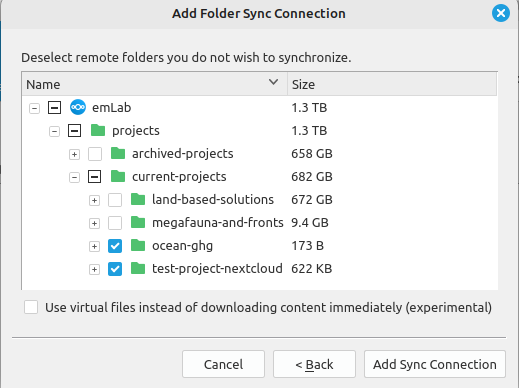 Add Folder Sync Connection
Deselect remote folders you do not wish to synchronize.
Name Size
emLab 1.3 TB
projects 1.3 TB
archived-projects 658 GB
current-projects 682 GB
land-based-solutions 672 GB
megafauna-and-fronts 9.4 GB
ocean-ghg 173 B
test-project-nextcloud 622 KB
Use virtual files instead of downloading content immediately (experimental)
Cancel < Back Add Sync Connection